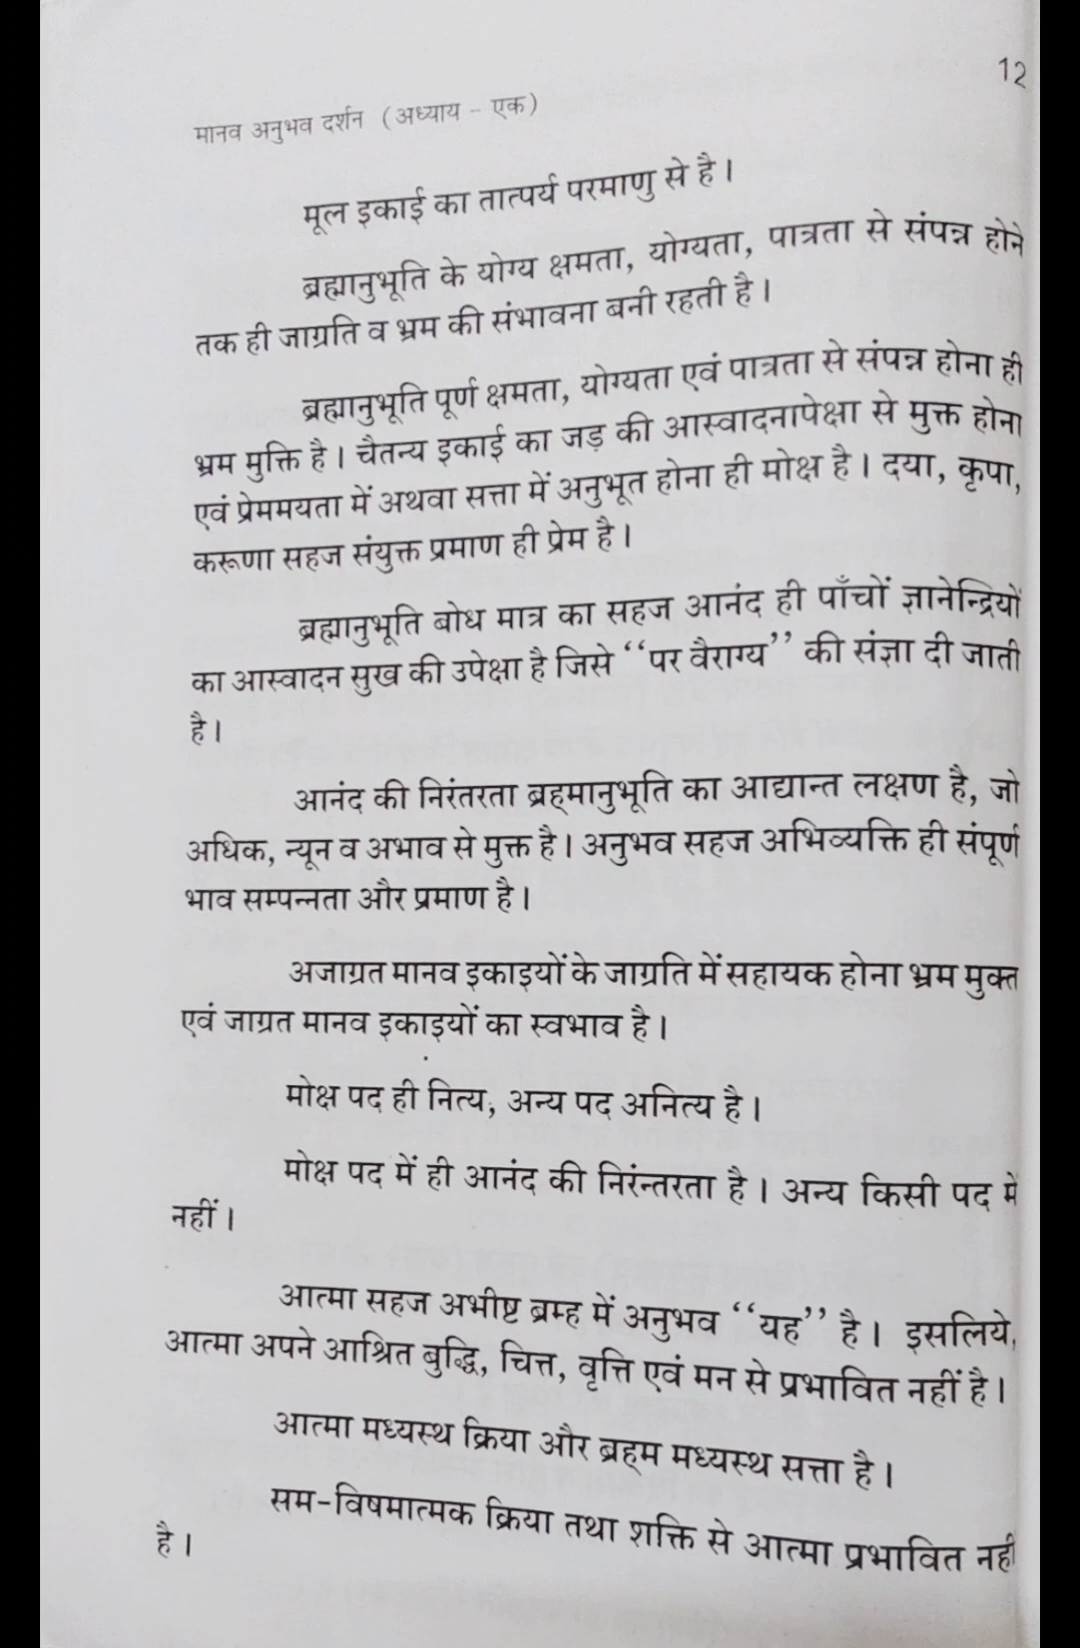 12
मानव अनुभव दर्शन (अध्याय - एक)
मूल इकाई का तात्पर्य परमाणु से है।
ब्रह्मानुभूति के योग्य क्षमता, योग्यता, पात्रता से संपन्न होने
तक ही जाग्रति व भ्रम की संभावना बनी रहती है।
ब्रह्मानुभूति पूर्ण क्षमता, योग्यता एवं पात्रता से संपन्न होना ही
भ्रम मुक्ति है। चैतन्य इकाई का जड़ की आस्वादनापेक्षा से मुक्त होना
एवं प्रेममयता में अथवा सत्ता में अनुभूत होना ही मोक्ष है। दया, कृपा,
करूणा सहज संयुक्त प्रमाण ही प्रेम है।
ब्रह्मानुभूति बोध मात्र का सहज आनंद ही पाँचों ज्ञानेन्द्रियों
का आस्वादन सुख की उपेक्षा है जिसे “पर वैराग्य” की संज्ञा दी जाती
है।
आनंद की निरंतरता ब्रह्‌मानुभूति का आद्यान्त लक्षण है, जो
अधिक, न्यून व अभाव से मुक्त है। अनुभव सहज अभिव्यक्ति ही संपूर्ण
भाव सम्पन्नता और प्रमाण है।
अजाग्रत मानव इकाइयों के जाग्रति में सहायक होना भ्रम मुक्त
एवं जाग्रत मानव इकाइयों का स्वभाव है।
मोक्ष पद ही नित्य, अन्य पद अनित्य है।
मोक्ष पद में ही आनंद की निरंन्तरता है। अन्य किसी पद में
नहीं।
आत्मा सहज अभीष्ट ब्रम्ह में अनुभव “यह” है। इसलिये,
आत्मा अपने आश्रित बुद्धि, चित्त, वृत्ति एवं मन से प्रभावित नहीं है।
आत्मा मध्यस्थ क्रिया और ब्रह्‌म मध्यस्थ सत्ता है।
सम-विषमात्मक क्रिया तथा शक्ति से आत्मा प्रभावित नहीं
है।